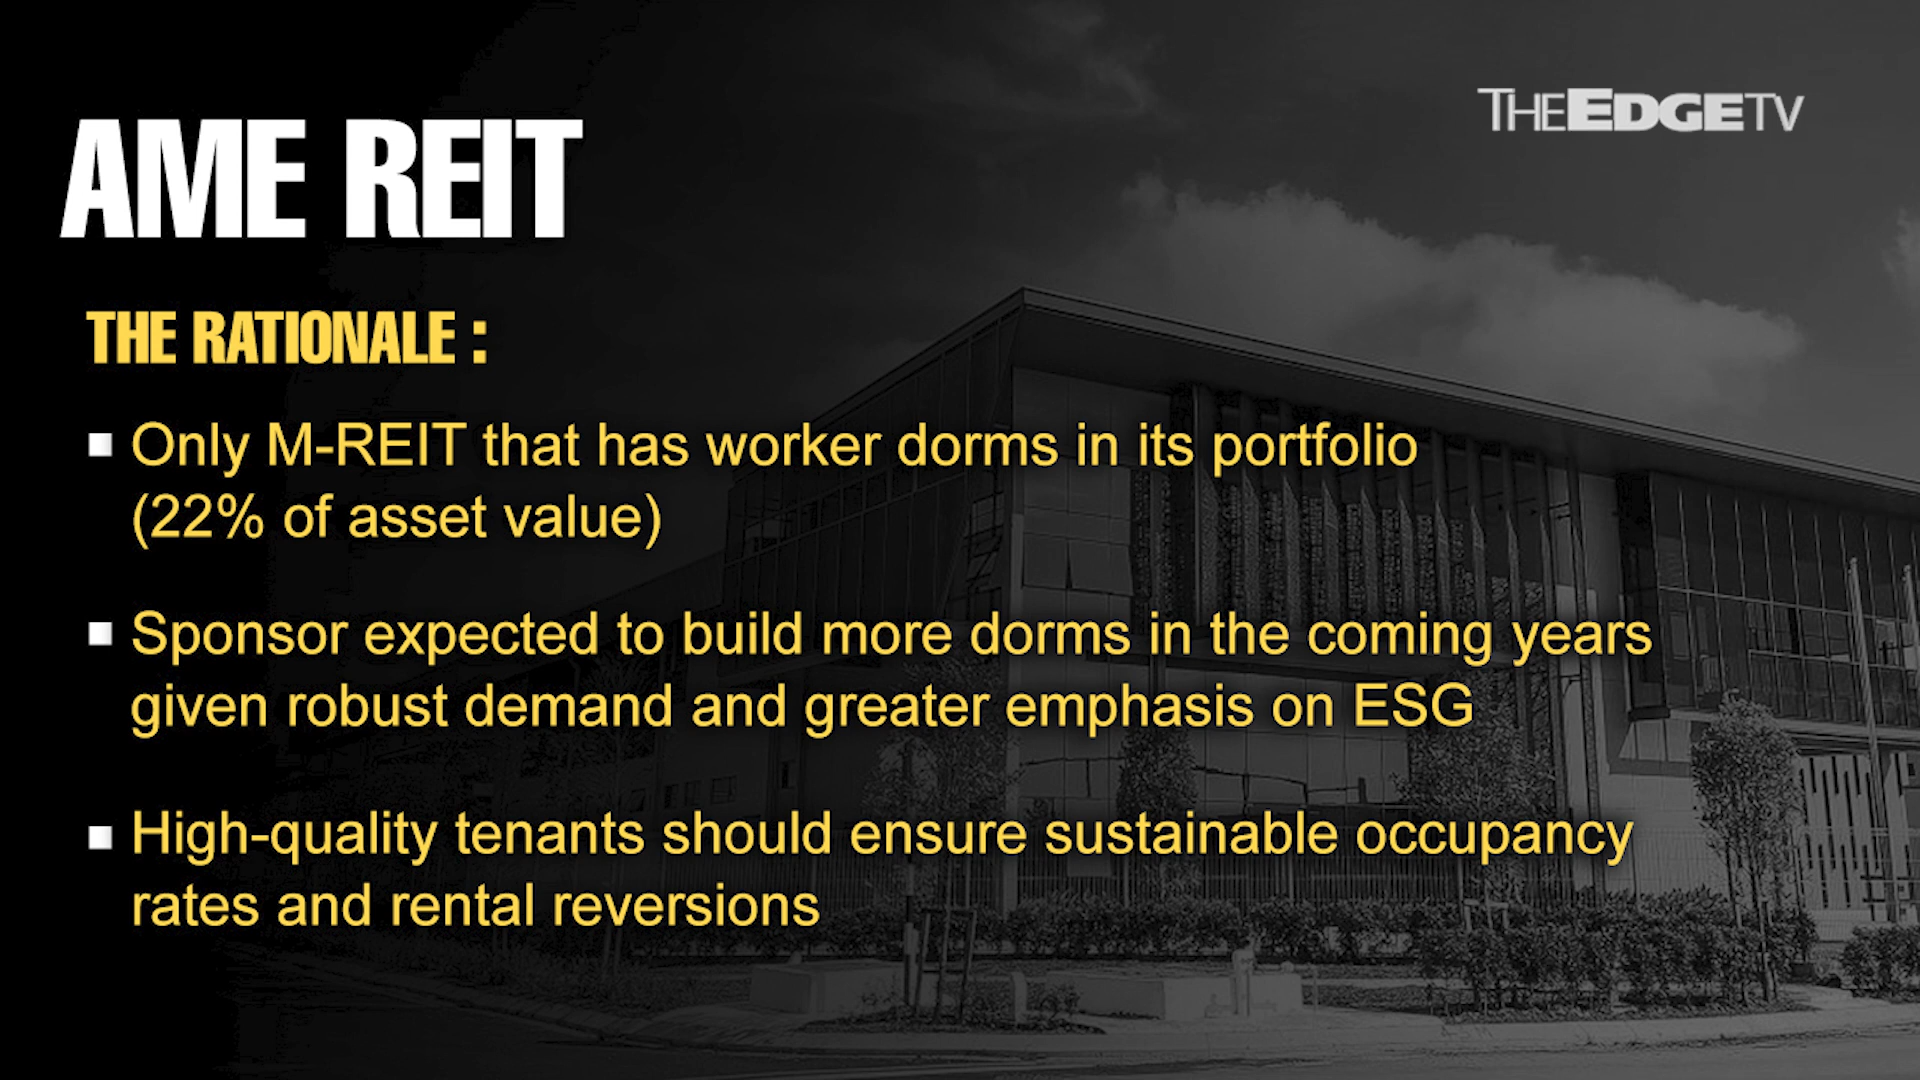 THEEDGETV
AME REIT
THE RATIONALE :
Only M-REIT that has worker dorms in its portfolio
(22% of asset value)
Sponsor expected to build more dorms in the coming years
given robust demand and greater emphasis on ESG
High-quality tenants should ensure sustainable occupancy
rates and rental reversions